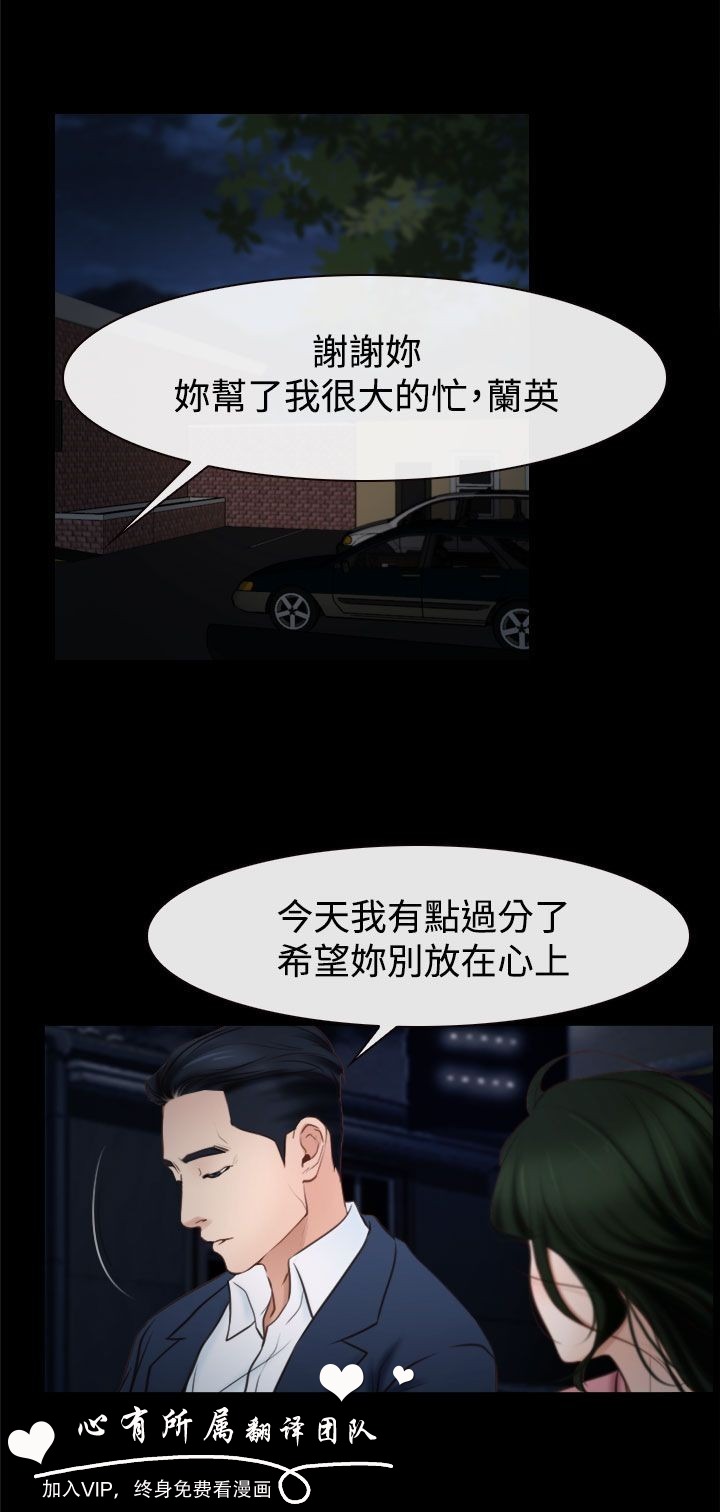 謝謝妳
妳幫了我很大的忙，蘭英
今天我有點過分了
希望妳別放在心上
心有所属翻译团队
加入VIP，终身免费看漫画